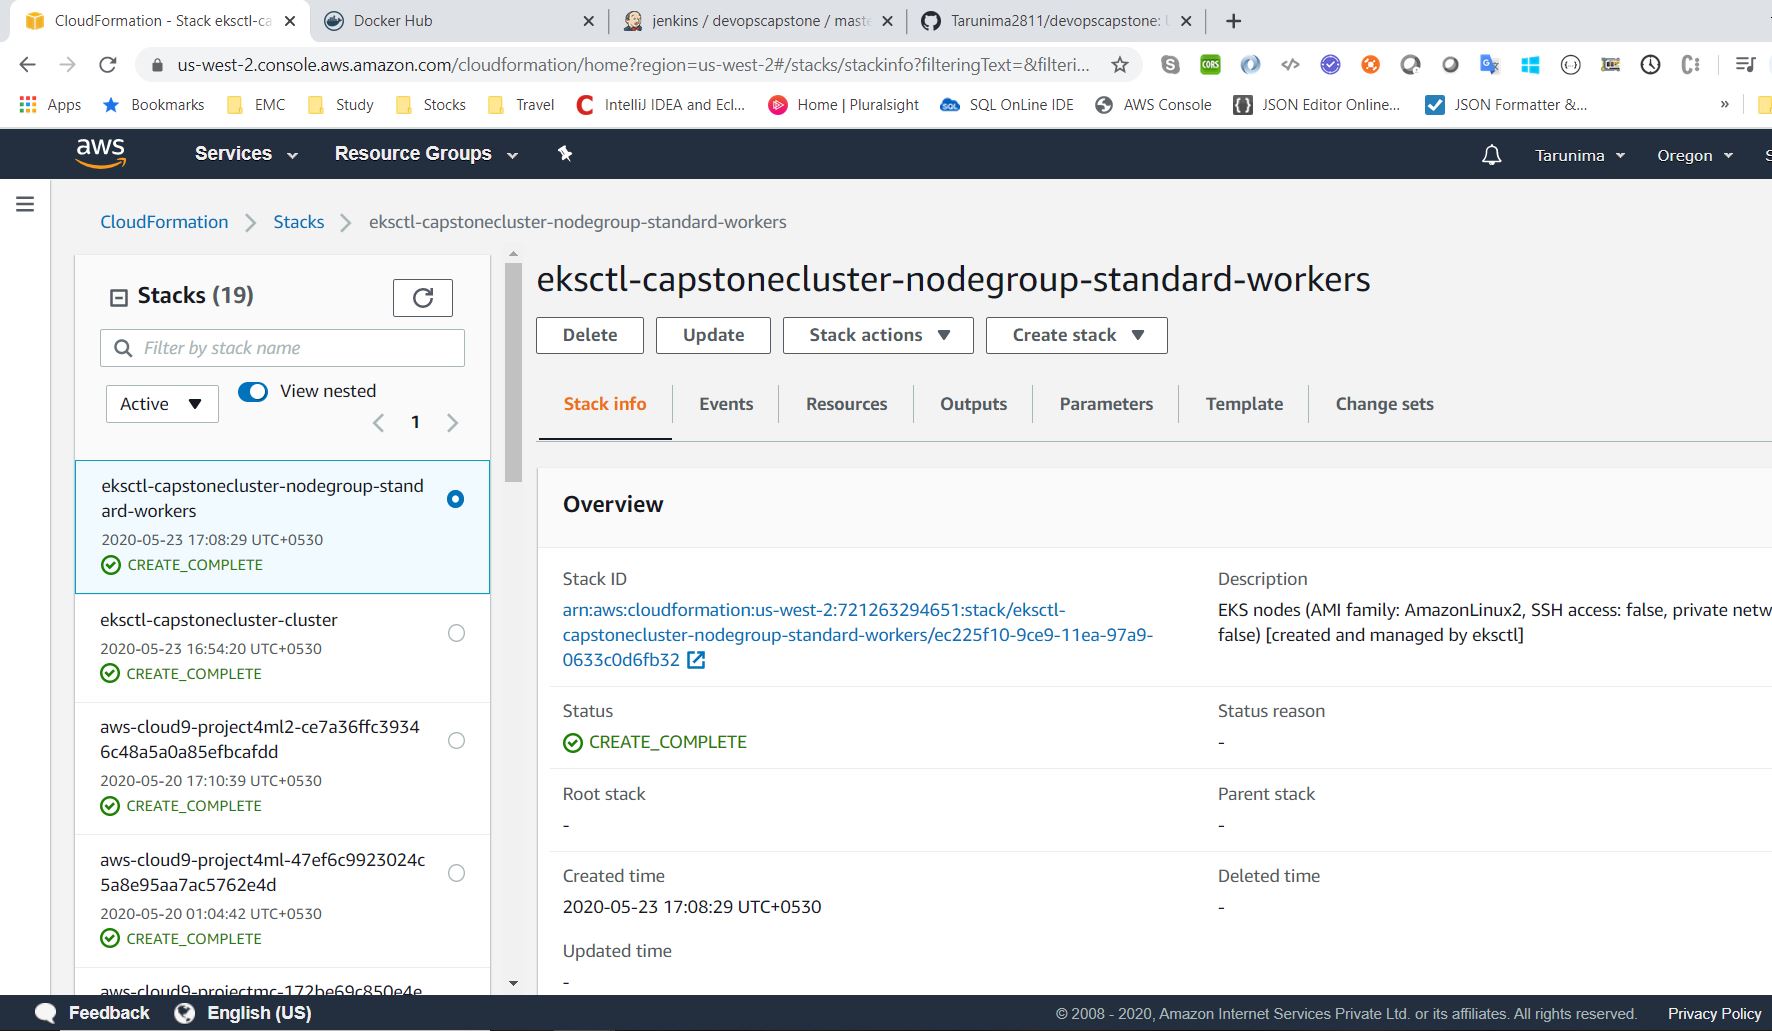 CloudFormation - Stack eksctl-ca
Docker Hub
jenkins / devopscapstone / maste
Tarunima2811/devopscapstone:
us-west-2.console.aws.amazon.com/cloudformation/home?region=us-west-2#/stacks/stackinfo?filteringText=&filteri...
CORS
Apps
Bookmarks
EMC
Study
Stocks
Travel
IntelliJ IDEA and Ecl...
Home | Pluralsight
SQL OnLine IDE
AWS Console
JSON Editor Online...
JSON Formatter &...
»
aws
Services
Resource Groups
Tarunima
Oregon
S
CloudFormation
Stacks
eksctl-capstonecluster-nodegroup-standard-workers
Stacks (19)
Filter by stack name
Active
View nested
1
eksctl-capstonecluster-nodegroup-stand
ard-workers
2020-05-23 17:08:29 UTC+0530
CREATE_COMPLETE
eksctl-capstonecluster-cluster
2020-05-23 16:54:20 UTC+0530
CREATE_COMPLETE
aws-cloud9-project4ml2-ce7a36ffc3934
6c48a5a0a85efbcafdd
2020-05-20 17:10:39 UTC+0530
CREATE_COMPLETE
aws-cloud9-project4ml-47ef6c9923024c
5a8e95aa7ac5762e4d
2020-05-20 01:04:42 UTC+0530
CREATE_COMPLETE
aws-cloud9-projectmc-172be69c850e4e
eksctl-capstonecluster-nodegroup-standard-workers
Delete
Update
Stack actions
Create stack
Stack info
Events
Resources
Outputs
Parameters
Template
Change sets
Overview
Stack ID
arn:aws:cloudformation:us-west-2:721263294651:stack/eksctl-
capstonecluster-nodegroup-standard-workers/ec225f10-9ce9-11ea-97a9-
0633c0d6fb32
Description
EKS nodes (AMI family: AmazonLinux2, SSH access: false, private netw
false) [created and managed by eksctl]
Status
CREATE_COMPLETE
Status reason
-
Root stack
-
Parent stack
-
Created time
2020-05-23 17:08:29 UTC+0530
Deleted time
-
Updated time
-
Feedback
English (US)
© 2008 - 2020, Amazon Internet Services Private Ltd. or its affiliates. All rights reserved.
Privacy Policy